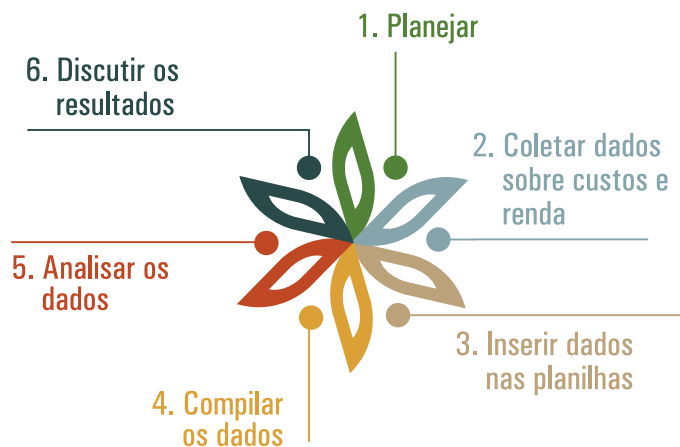 1. Planejar
2. Coletar dados
sobre custos e
renda
3. Inserir dados
nas planilhas
4. Compilar
os dados
5. Analisar os
dados
6. Discutir os
resultados